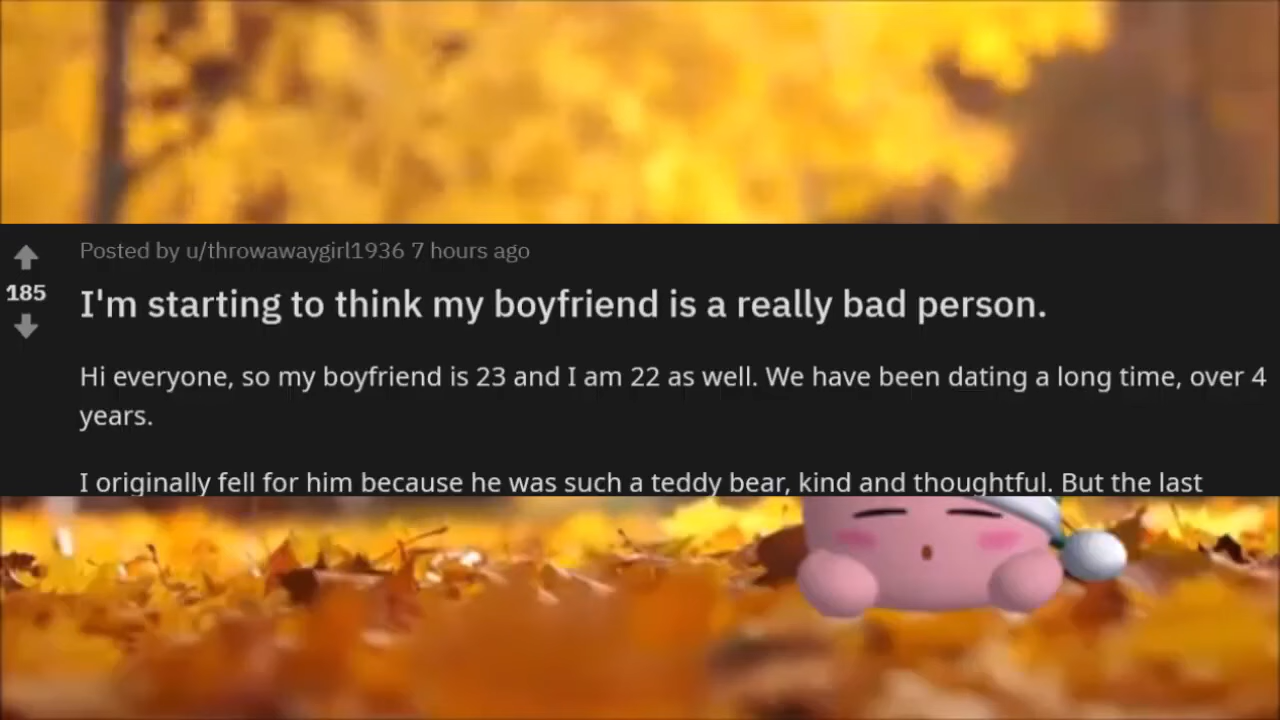 Posted by u/throwawaygirl1936 7 hours ago
185
I'm starting to think my boyfriend is a really bad person.
Hi everyone, so my boyfriend is 23 and I am 22 as well. We have been dating a long time, over 4
years.
I originally fell for him because he was such a teddy bear, kind and thoughtful. But the last